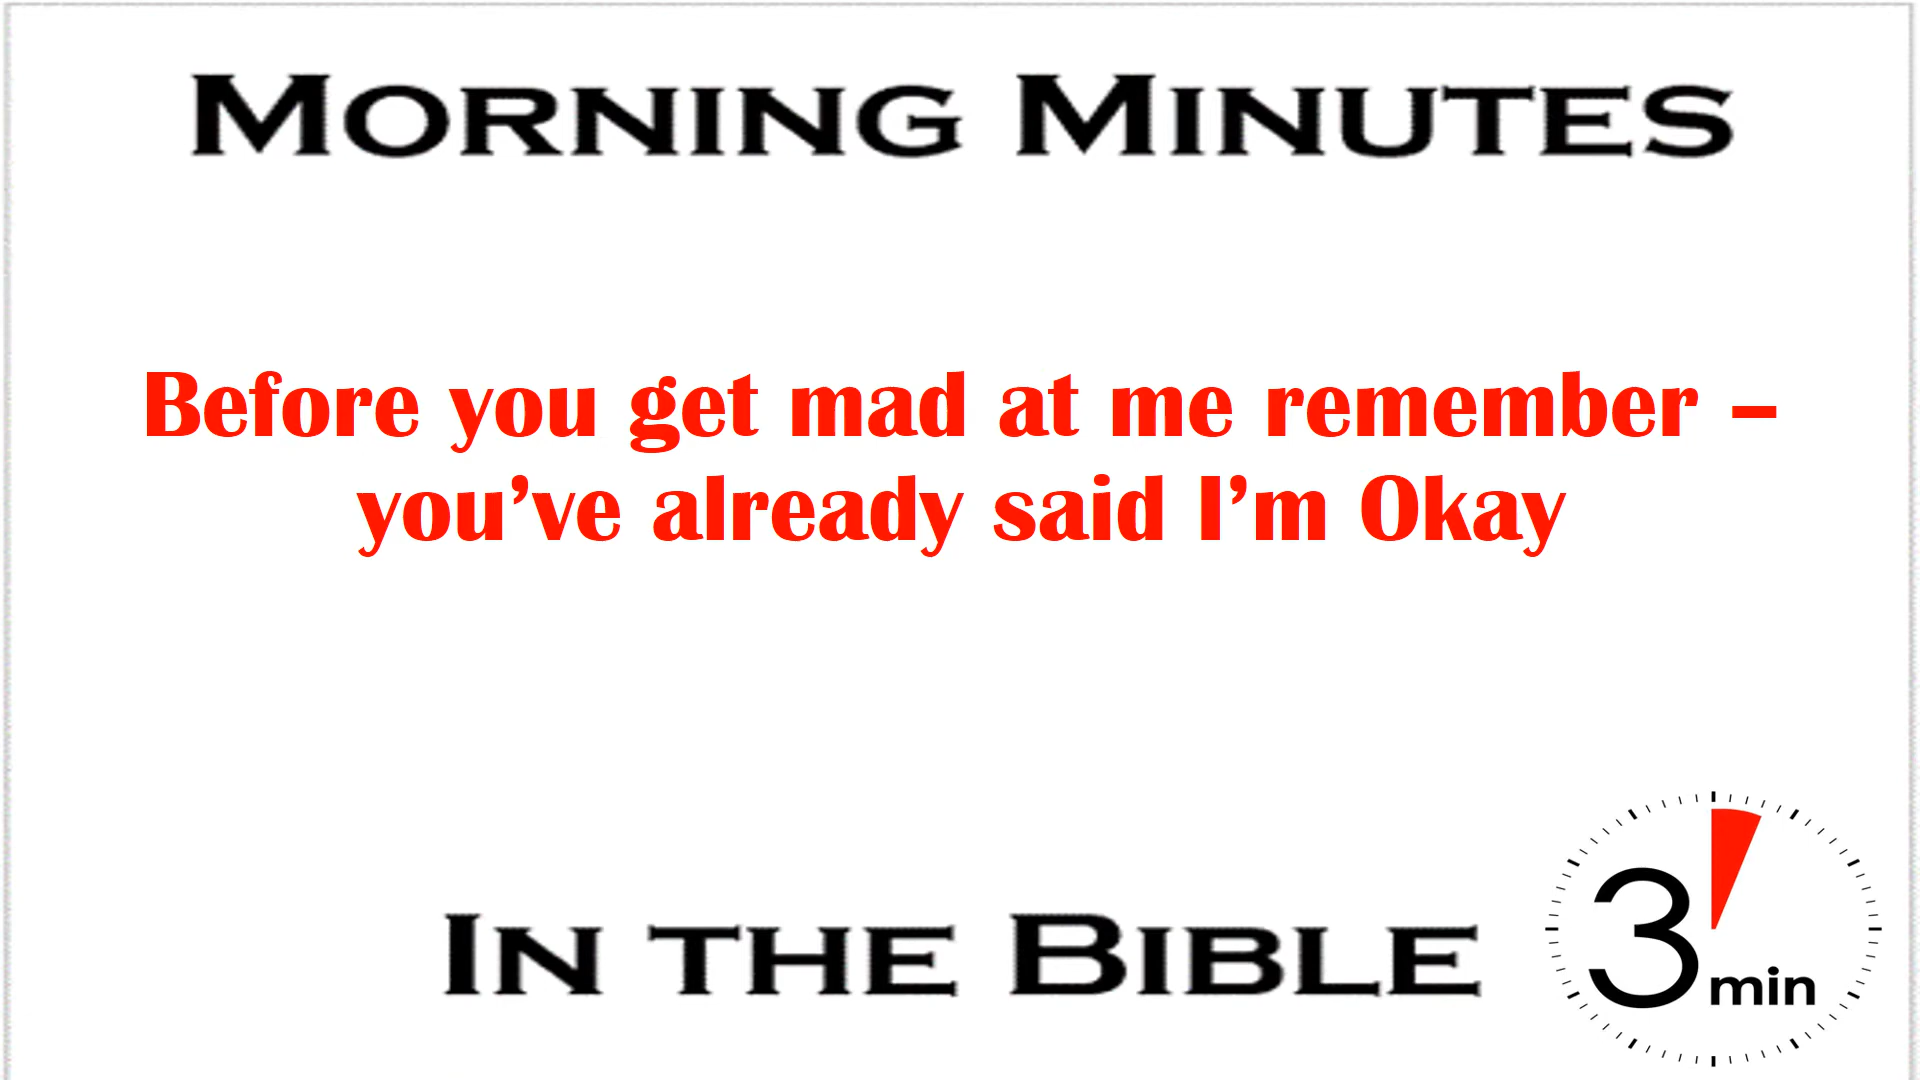 MORNING MINUTES
Before you get mad at me remember –
you’ve already said I’m Okay
IN THE BIBLE
3 min